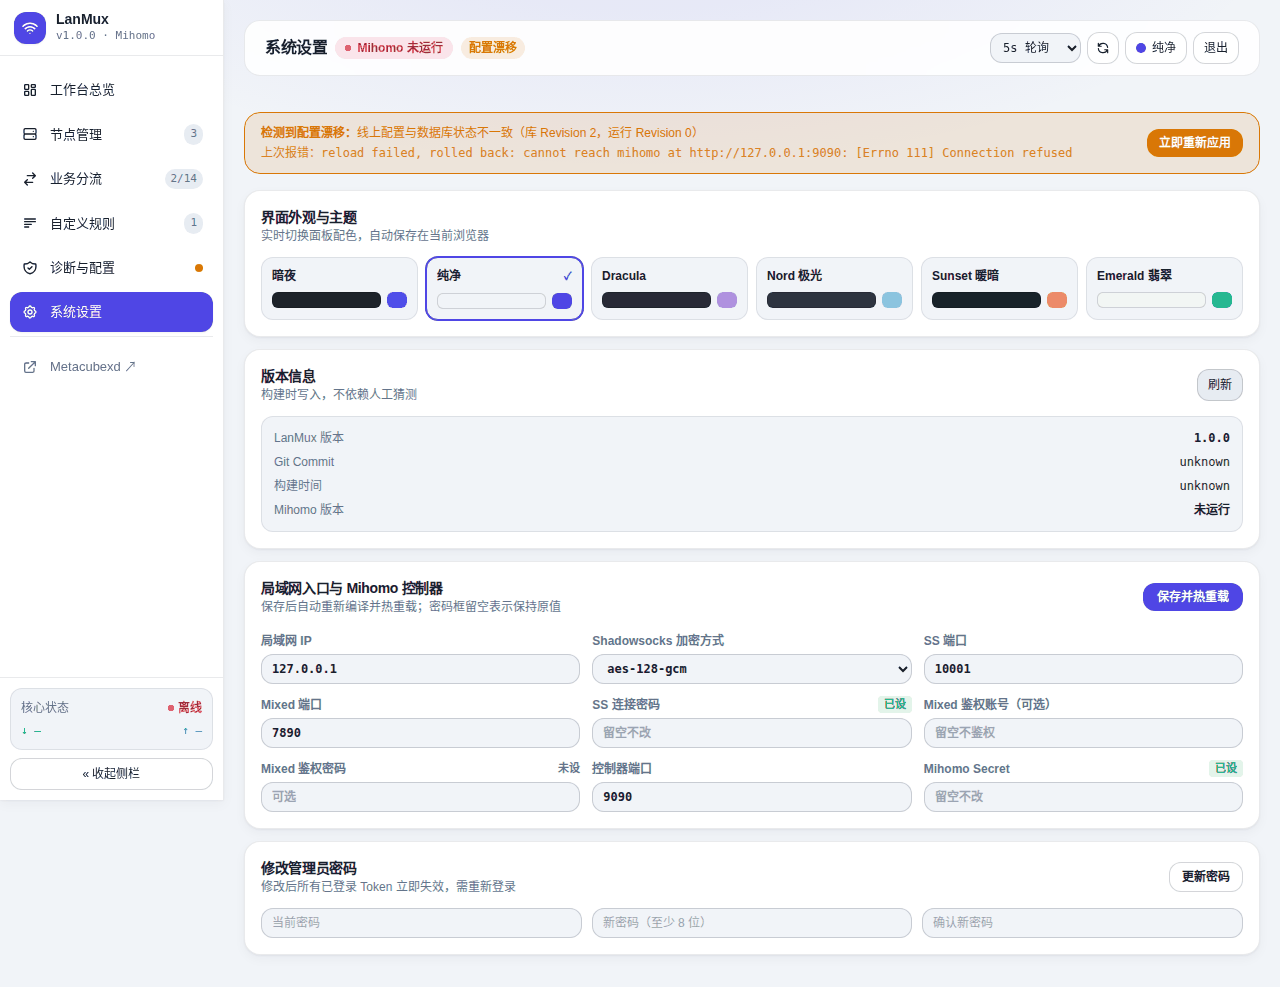 LanMux
v1.0.0 · Mihomo
工作台总览
节点管理 3
业务分流 2/14
自定义规则 1
诊断与配置
系统设置
Metacubexd ↗
核心状态 离线
↓ — ↑ —
« 收起侧栏
系统设置 Mihomo 未运行 配置漂移 5s 轮询 纯净 退出
检测到配置漂移：线上配置与数据库状态不一致（库 Revision 2，运行 Revision 0）
上次报错：reload failed, rolled back: cannot reach mihomo at http://127.0.0.1:9090: [Errno 111] Connection refused
立即重新应用
界面外观与主题
实时切换面板配色，自动保存在当前浏览器
暗夜 纯净 ✓ Dracula Nord 极光 Sunset 暖暗 Emerald 翡翠
版本信息
构建时写入，不依赖人工猜测
刷新
LanMux 版本 1.0.0
Git Commit unknown
构建时间 unknown
Mihomo 版本 未运行
局域网入口与 Mihomo 控制器
保存后自动重新编译并热重载；密码框留空表示保持原值
保存并热重载
局域网 IP Shadowsocks 加密方式 SS 端口
127.0.0.1 aes-128-gcm 10001
Mixed 端口 SS 连接密码 已设 Mixed 鉴权账号（可选）
7890 留空不改 留空不鉴权
Mixed 鉴权密码 未设 控制器端口 Mihomo Secret 已设
可选 9090 留空不改
修改管理员密码
修改后所有已登录 Token 立即失效，需重新登录
更新密码
当前密码 新密码（至少 8 位） 确认新密码